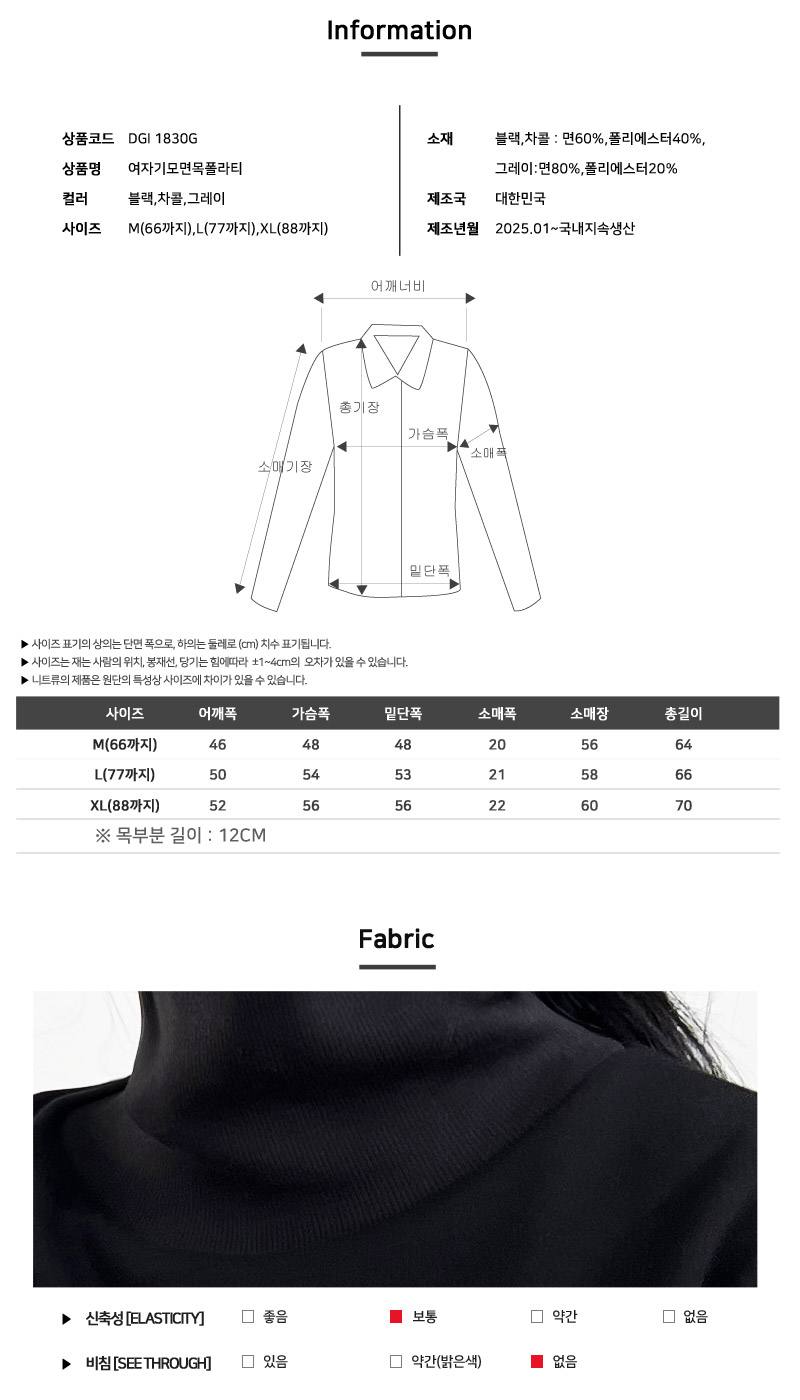 Information
상품코드 DGI 1830G
상품명 여자기모면목폴라티
컬러 블랙,차콜,그레이
사이즈 M(66까지),L(77까지),XL(88까지)
소재 블랙,차콜 : 면60%,폴리에스터40%,
그레이:면80%,폴리에스터20%
제조국 대한민국
제조년월 2025.01~국내지속생산
어깨너비
총기장
가슴폭
소매폭
소매기장
밑단폭
▶ 사이즈 표기의 상의는 단면 폭으로, 하의는 둘레로 (cm) 치수 표기됩니다.
▶ 사이즈는 재는 사람의 위치, 봉재선, 당기는 힘에따라 ±1~4cm의 오차가 있을 수 있습니다.
▶ 니트류의 제품은 원단의 특성상 사이즈에 차이가 있을 수 있습니다.
사이즈 어깨폭 가슴폭 밑단폭 소매폭 소매장 총길이
M(66까지) 46 48 48 20 56 64
L(77까지) 50 54 53 21 58 66
XL(88까지) 52 56 56 22 60 70
※ 목부분 길이 : 12CM
Fabric
▶ 신축성 [ELASTICITY] □ 좋음 ■ 보통 □ 약간 □ 없음
▶ 비침 [SEE THROUGH] □ 있음 □ 약간(밝은색) ■ 없음